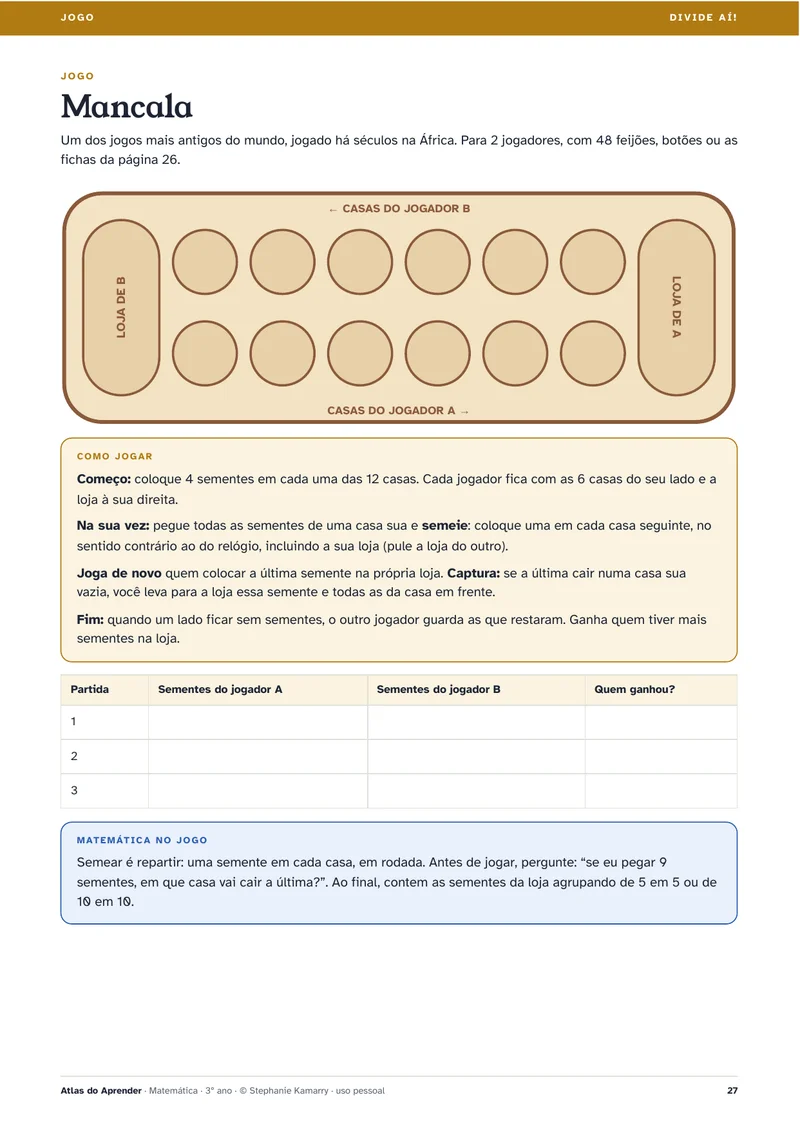 JOGO
DIVIDE AÍ!
JOGO
Mancala
Um dos jogos mais antigos do mundo, jogado há séculos na África. Para 2 jogadores, com 48 feijões, botões ou as
fichas da página 26.
← CASAS DO JOGADOR B
LOJA DE B
LOJA DE A
CASAS DO JOGADOR A →
COMO JOGAR
Começo: coloque 4 sementes em cada uma das 12 casas. Cada jogador fica com as 6 casas do seu lado e a
loja à sua direita.
Na sua vez: pegue todas as sementes de uma casa sua e semeie: coloque uma em cada casa seguinte, no
sentido contrário ao do relógio, incluindo a sua loja (pule a loja do outro).
Joga de novo quem colocar a última semente na própria loja. Captura: se a última cair numa casa sua
vazia, você leva para a loja essa semente e todas as da casa em frente.
Fim: quando um lado ficar sem sementes, o outro jogador guarda as que restaram. Ganha quem tiver mais
sementes na loja.
Partida Sementes do jogador A Sementes do jogador B Quem ganhou?
1
2
3
MATEMÁTICA NO JOGO
Semear é repartir: uma semente em cada casa, em rodada. Antes de jogar, pergunte: “se eu pegar 9
sementes, em que casa vai cair a última?”. Ao final, contem as sementes da loja agrupando de 5 em 5 ou de
10 em 10.
Atlas do Aprender · Matemática · 3º ano · © Stephanie Kamarry · uso pessoal
27